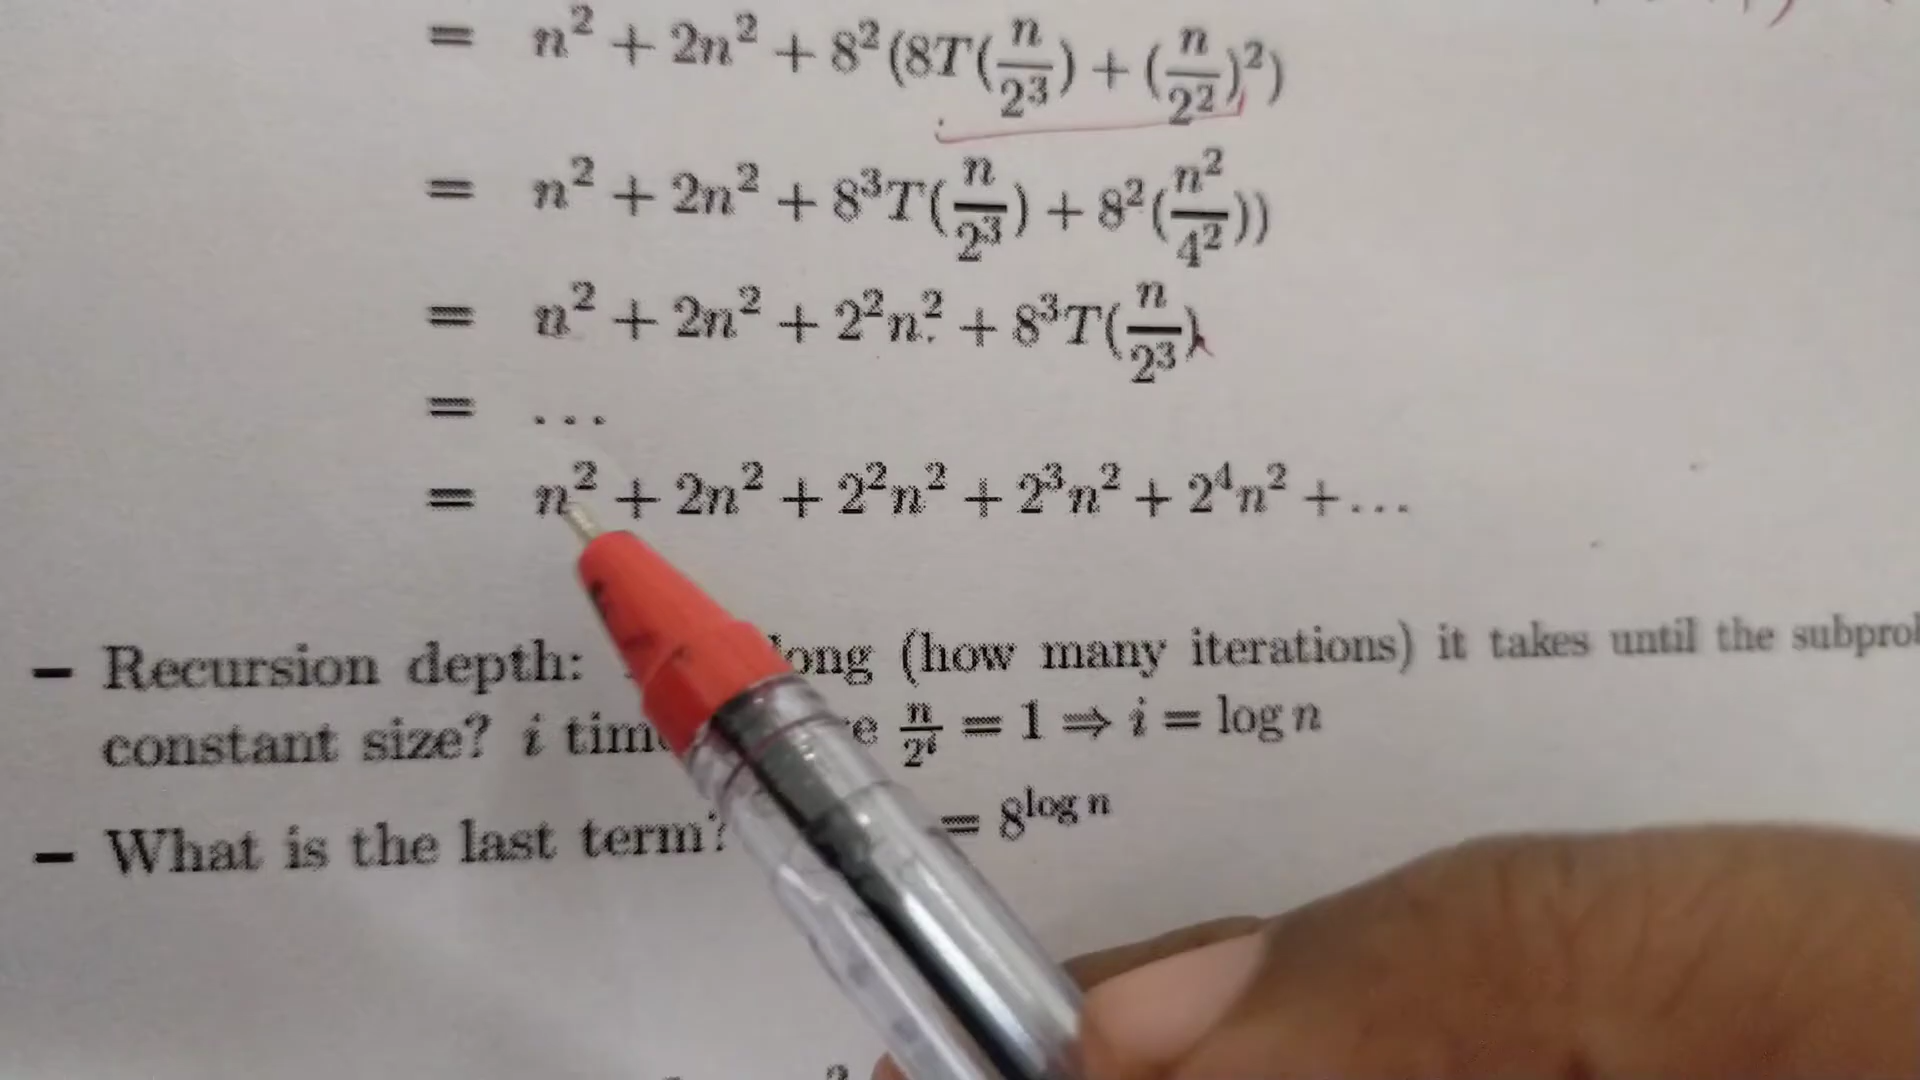 = n² + 2n² + 8²(8T(n/2³) + (n/2²)²)
= n² + 2n² + 8³T(n/2³) + 8²(n²/4²))
= n² + 2n² + 2²n² + 8³T(n/2³)
= ...
= n² + 2n² + 2²n² + 2³n² + 2⁴n² + ...
– Recursion depth: long (how many iterations) it takes until the
constant size? i n/2ⁱ = 1 ⇒ i = log n
– What is the last term? = 8^{log n}